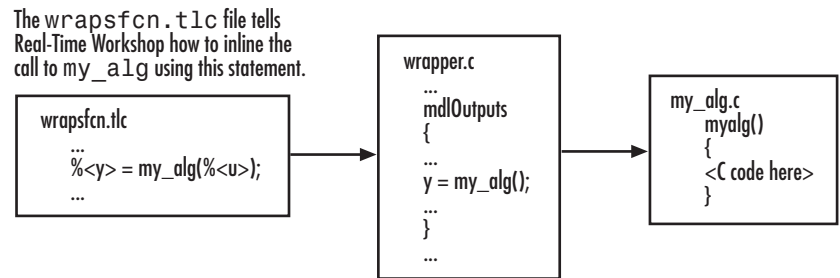 The wrapsfcn.tlc file tells
Real-Time Workshop how to inline the
call to my_alg using this statement.
wrapsfcn.tlc
...
%<y> = my_alg(%<u>);
...
wrapper.c
...
mdlOutputs
{
...
y = my_alg();
...
}
...
my_alg.c
myalg()
{
<C code here>
}